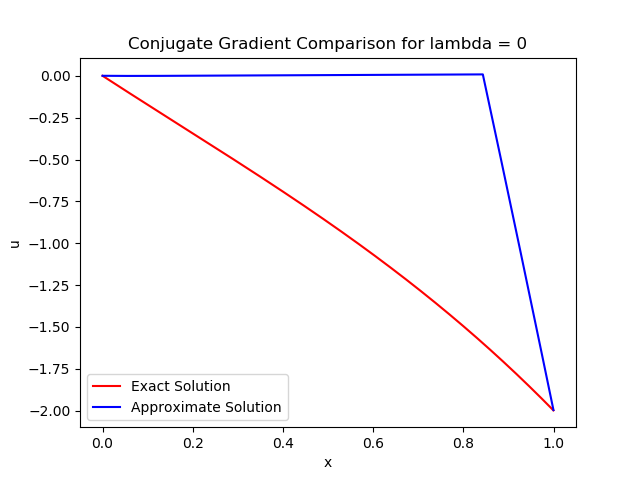 Conjugate Gradient Comparison for lambda = 0
0.00
−0.25
−0.50
−0.75
−1.00
−1.25
−1.50
−1.75
−2.00
u
Exact Solution
Approximate Solution
0.0 0.2 0.4 0.6 0.8 1.0
x